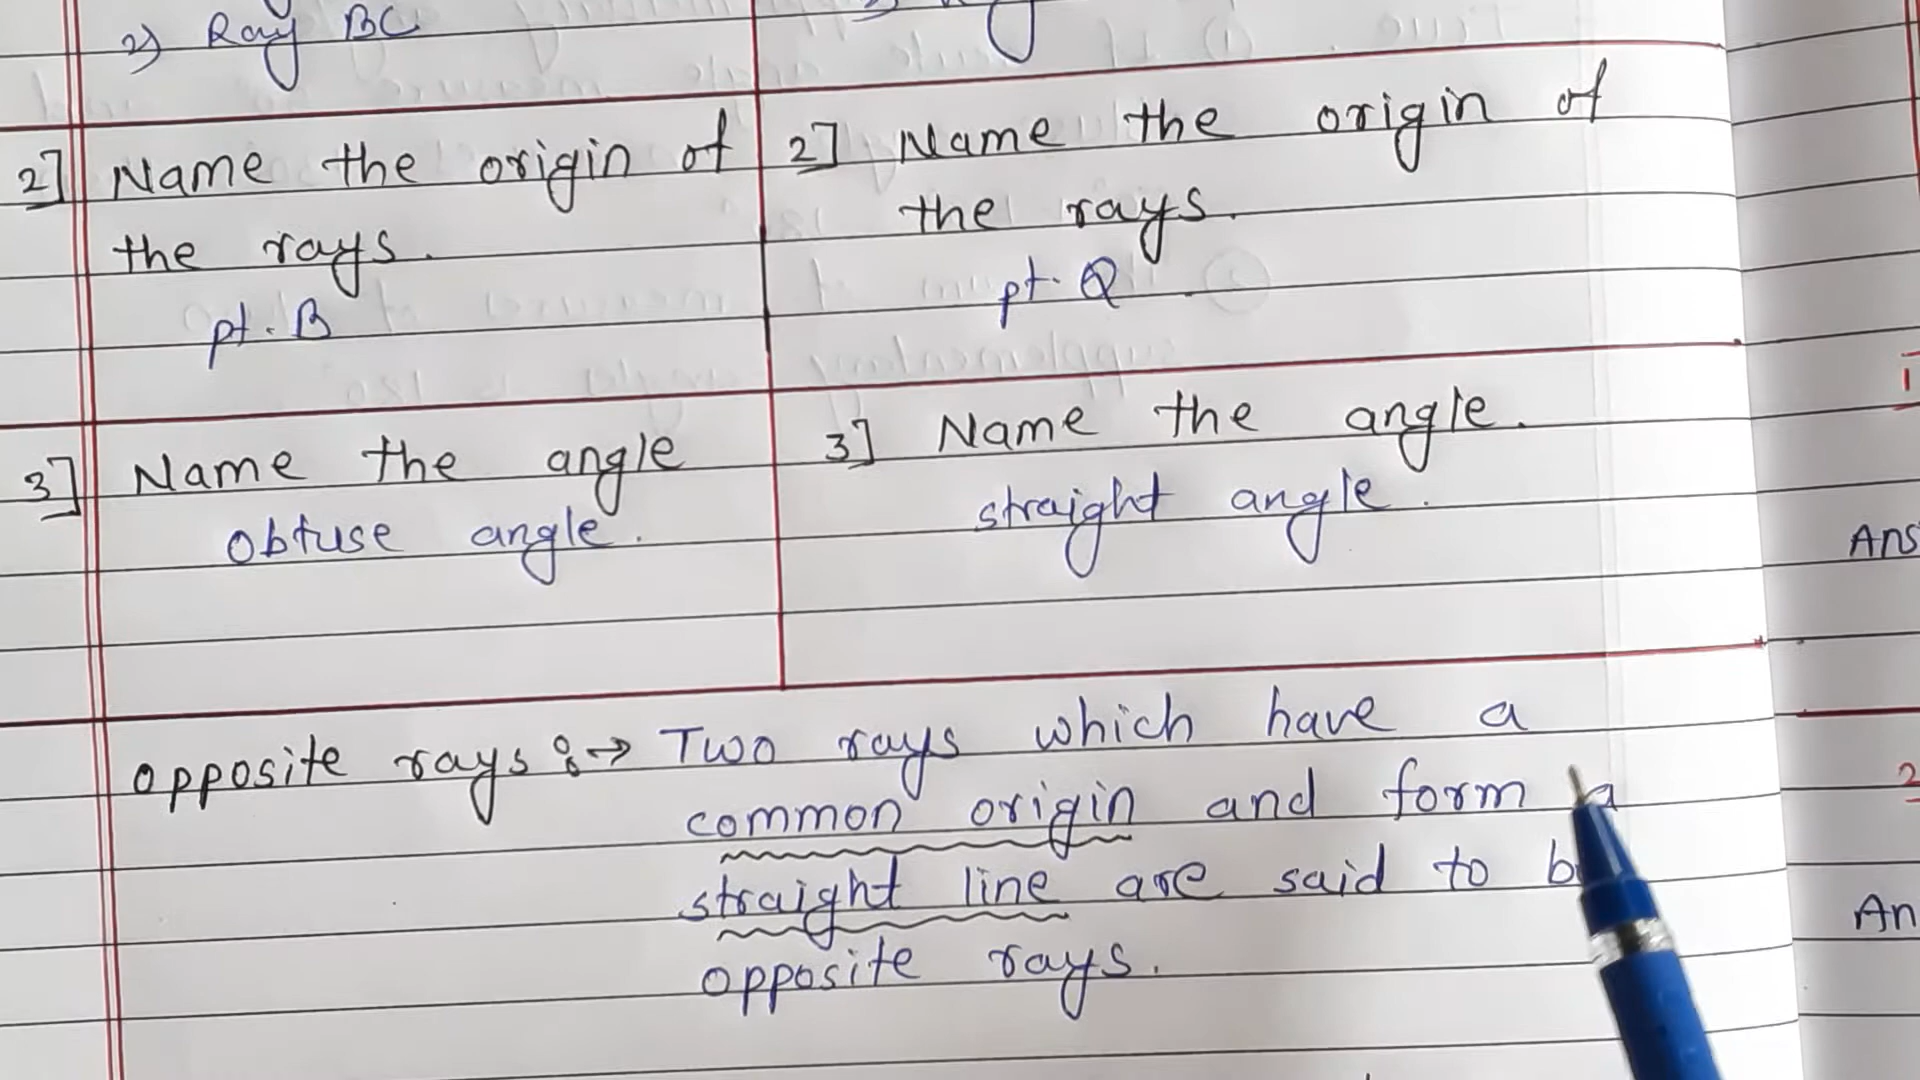 2) Ray BC
2] Name the origin of
the rays.
pt. B
2] Name the origin of
the rays.
pt. Q
3] Name the angle
obtuse angle.
3] Name the angle.
straight angle.
opposite rays :→ Two rays which have a
common origin and form a
straight line are said to
opposite rays.
Ans
An